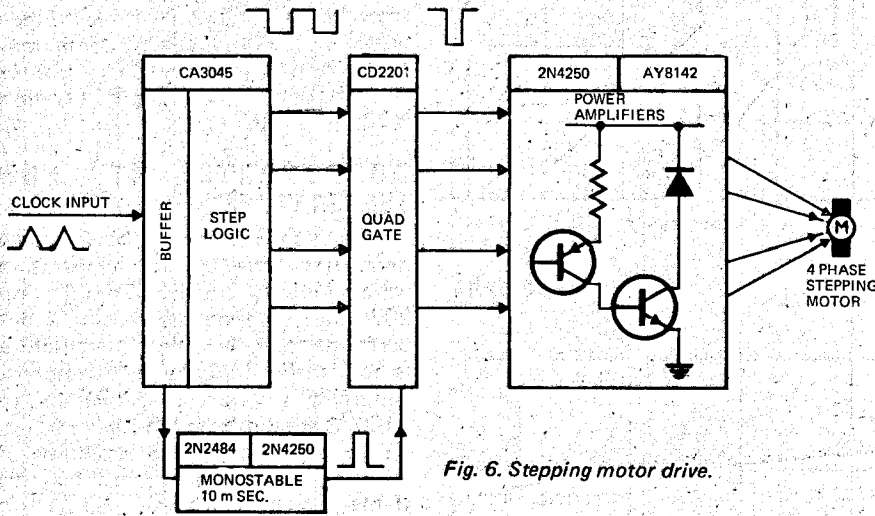 CA3045
CD2201
2N4250
AY8142
POWER
AMPLIFIERS
CLOCK INPUT
BUFFER
STEP
LOGIC
QUAD
GATE
M
4 PHASE
STEPPING
MOTOR
2N2484
2N4250
MONOSTABLE
10 m SEC.
Fig. 6. Stepping motor drive.